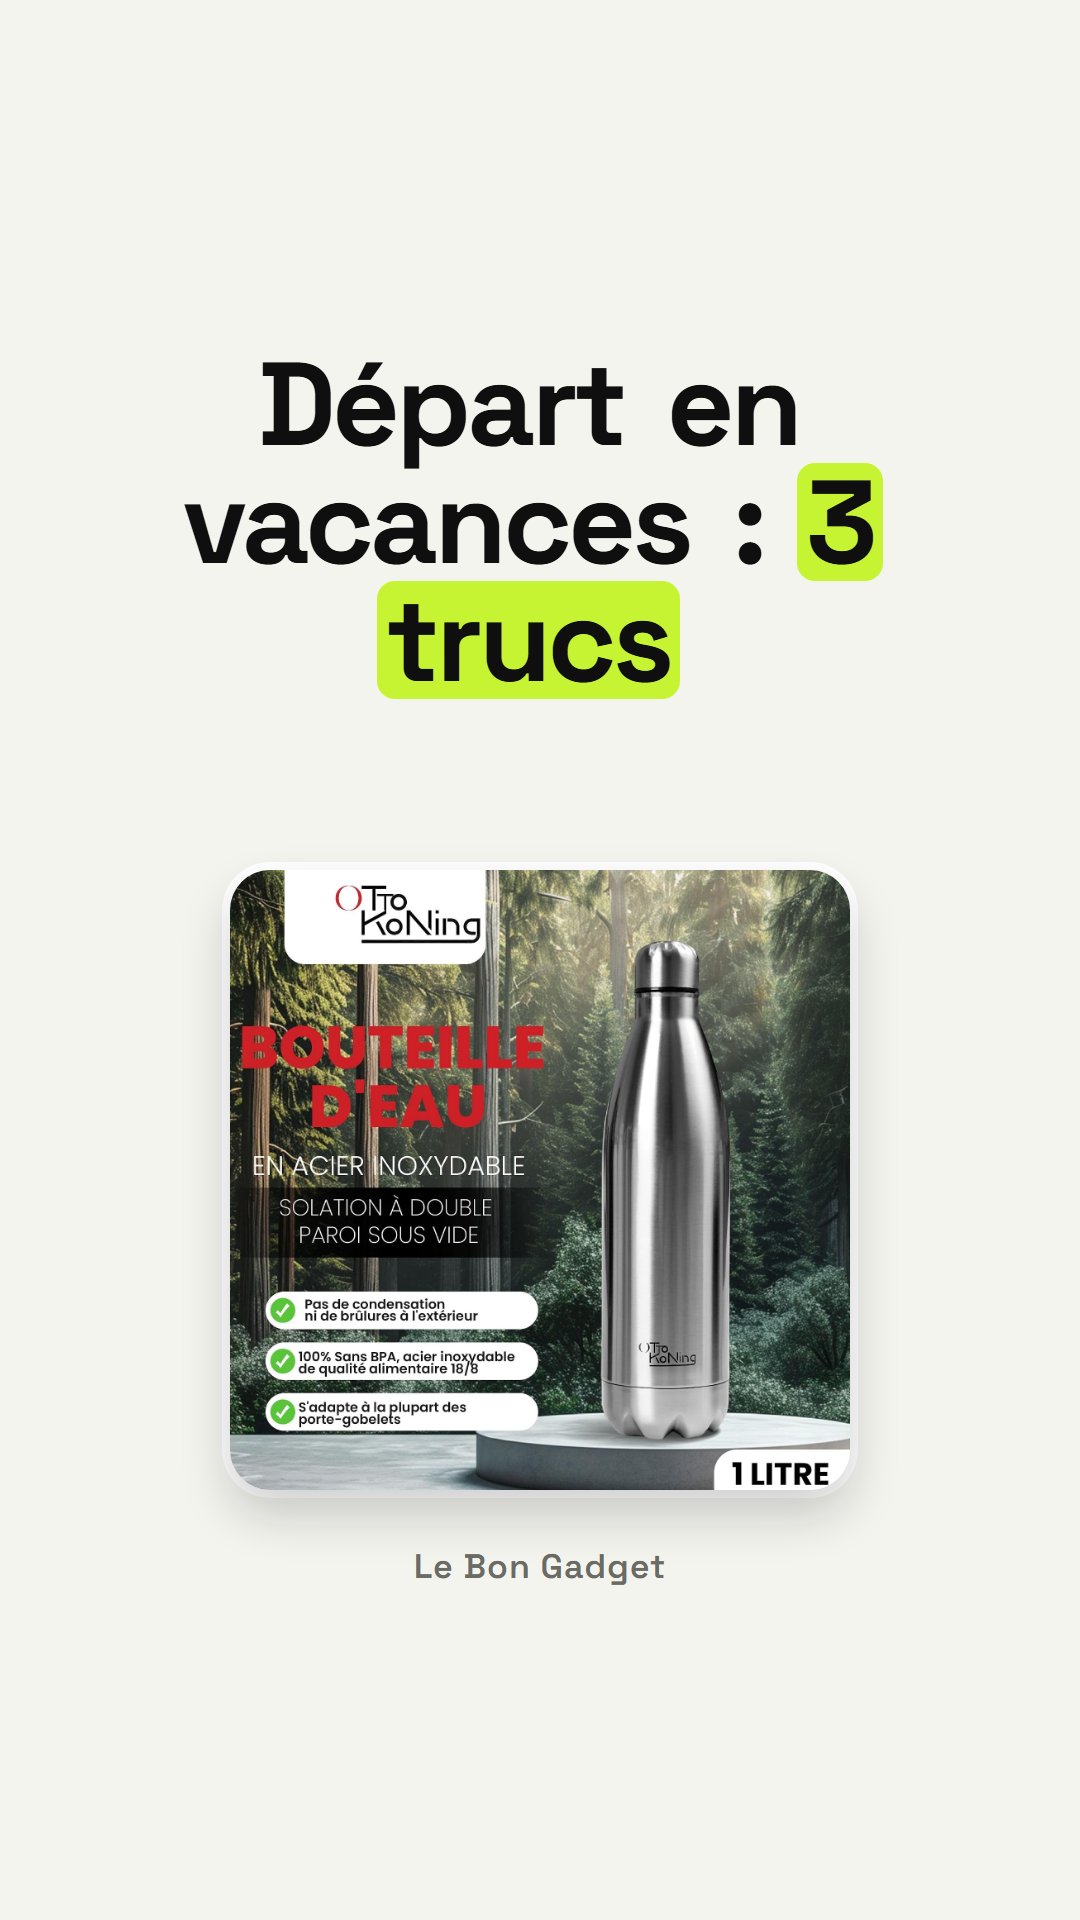 Départ en
vacances : 3
trucs
OTTO
KONing
BOUTEILLE
D'EAU
EN ACIER INOXYDABLE
SOLATION À DOUBLE
PAROI SOUS VIDE
Pas de condensation
ni de brûlures à l'extérieur
100% Sans BPA, acier inoxydable
de qualité alimentaire 18/8
S'adapte à la plupart des
porte-gobelets
OTTO
KONing
1 LITRE
Le Bon Gadget